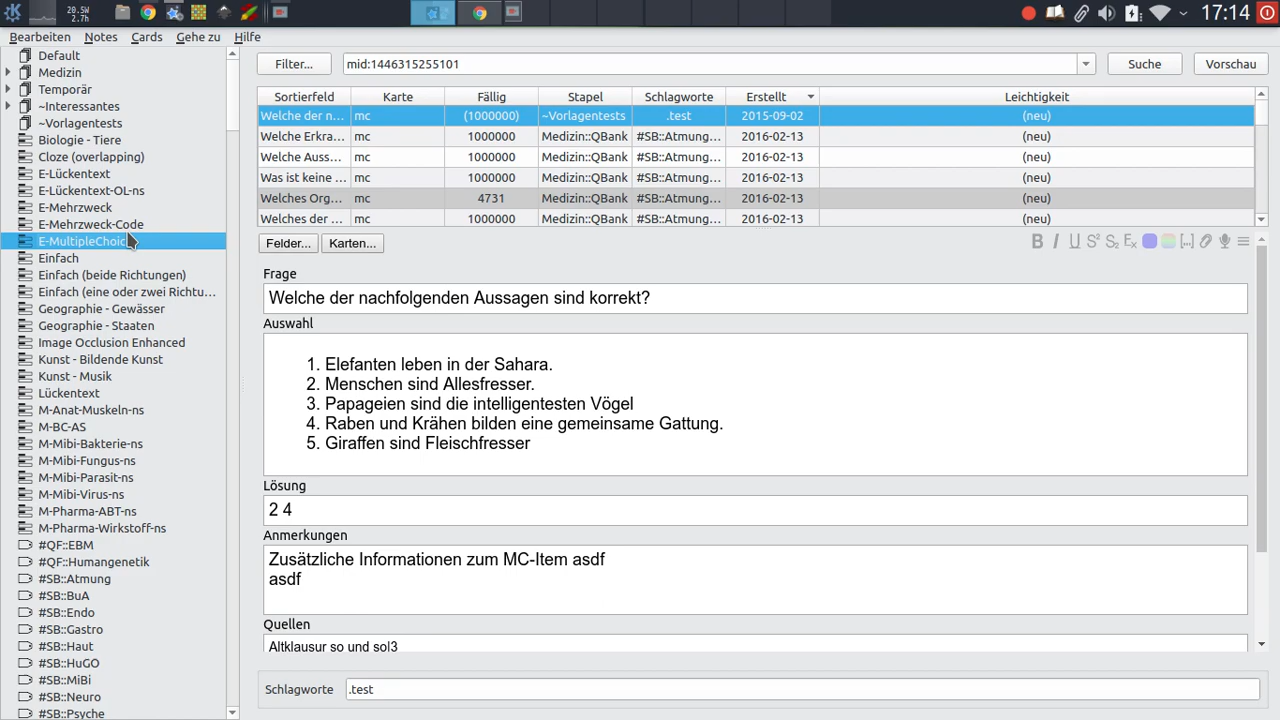 20.5W
2.7h
17:14
Bearbeiten Notes Cards Gehe zu Hilfe
Default
Medizin
Temporär
~Interessantes
~Vorlagentests
Biologie - Tiere
Cloze (overlapping)
E-Lückentext
E-Lückentext-OL-ns
E-Mehrzweck
E-Mehrzweck-Code
E-MultipleChoic
Einfach
Einfach (beide Richtungen)
Einfach (eine oder zwei Richtu...
Geographie - Gewässer
Geographie - Staaten
Image Occlusion Enhanced
Kunst - Bildende Kunst
Kunst - Musik
Lückentext
M-Anat-Muskeln-ns
M-BC-AS
M-Mibi-Bakterie-ns
M-Mibi-Fungus-ns
M-Mibi-Parasit-ns
M-Mibi-Virus-ns
M-Pharma-ABT-ns
M-Pharma-Wirkstoff-ns
#QF::EBM
#QF::Humangenetik
#SB::Atmung
#SB::BuA
#SB::Endo
#SB::Gastro
#SB::Haut
#SB::HuGO
#SB::MiBi
#SB::Neuro
#SB::Psyche
Filter... mid:1446315255101 Suche Vorschau
Sortierfeld Karte Fällig Stapel Schlagworte Erstellt Leichtigkeit
Welche der n... mc (1000000) ~Vorlagentests .test 2015-09-02 (neu)
Welche Erkra... mc 1000000 Medizin::QBank #SB::Atmung... 2016-02-13 (neu)
Welche Auss... mc 1000000 Medizin::QBank #SB::Atmung... 2016-02-13 (neu)
Was ist keine ... mc 1000000 Medizin::QBank #SB::Atmung... 2016-02-13 (neu)
Welches Org... mc 4731 Medizin::QBank #SB::Atmung... 2016-02-13 (neu)
Welches der ... mc 1000000 Medizin::QBank #SB::Atmung... 2016-02-13 (neu)
Felder... Karten... B I U S² S₂ Ex [...]
Frage
Welche der nachfolgenden Aussagen sind korrekt?
Auswahl
1. Elefanten leben in der Sahara.
2. Menschen sind Allesfresser.
3. Papageien sind die intelligentesten Vögel
4. Raben und Krähen bilden eine gemeinsame Gattung.
5. Giraffen sind Fleischfresser
Lösung
2 4
Anmerkungen
Zusätzliche Informationen zum MC-Item asdf
asdf
Quellen
Altklausur so und so!3
Schlagworte .test